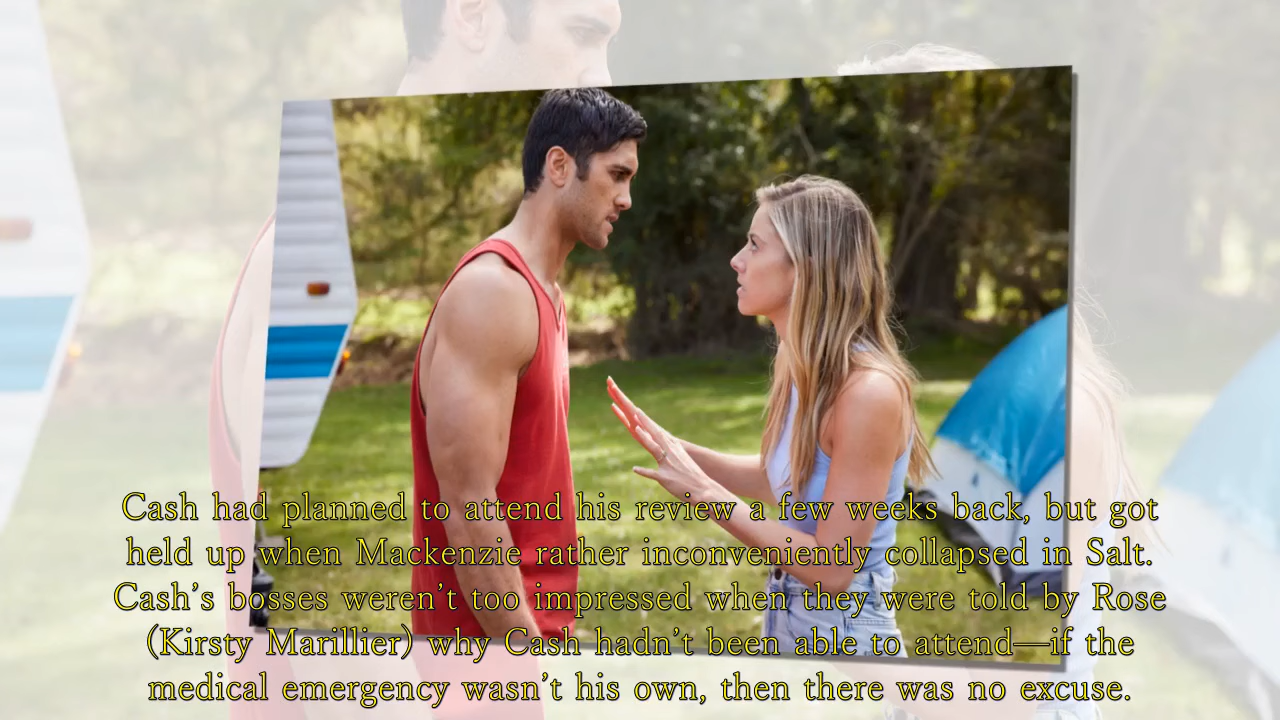 Cash had planned to attend his review a few weeks back, but got
held up when Mackenzie rather inconveniently collapsed in Salt.
Cash’s bosses weren’t too impressed when they were told by Rose
(Kirsty Marillier) why Cash hadn’t been able to attend—if the
medical emergency wasn’t his own, then there was no excuse.